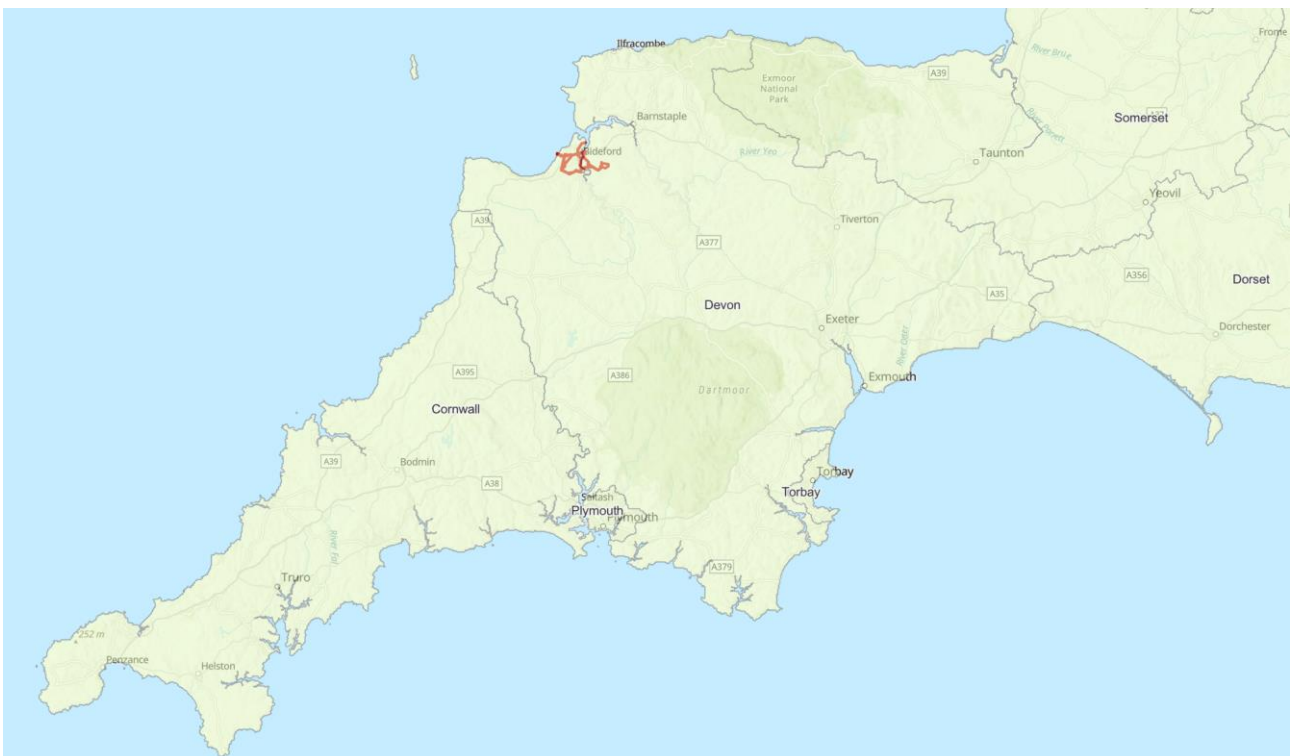 Ilfracombe
Frome
River Brue
Exmoor
National
Park
A39
Barnstaple
Somerset
River Parrett
Bideford
River Yeo
Taunton
Yeovil
A39
Tiverton
A377
A356
Dorset
A35
Devon
Exeter
Dorchester
River Otter
A395
A386
Dartmoor
Exmouth
Cornwall
A39
Bodmin
Torbay
A38
Torbay
Saltash
Plymouth
Plymouth
River Fal
A379
Truro
252 m
Penzance
Helston